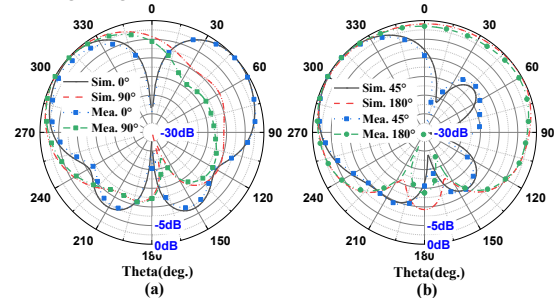 0
330
30
300
60
270
90
240
120
210
150
180
Sim. 0°
Sim. 90°
Mea. 0°
Mea. 90°
-30dB
-5dB
0dB
Theta(deg.)
(a)
0
330
30
300
60
270
90
240
120
210
150
180
Sim. 45°
Sim. 180°
Mea. 45°
Mea. 180°
-30dB
-5dB
0dB
Theta(deg.)
(b)